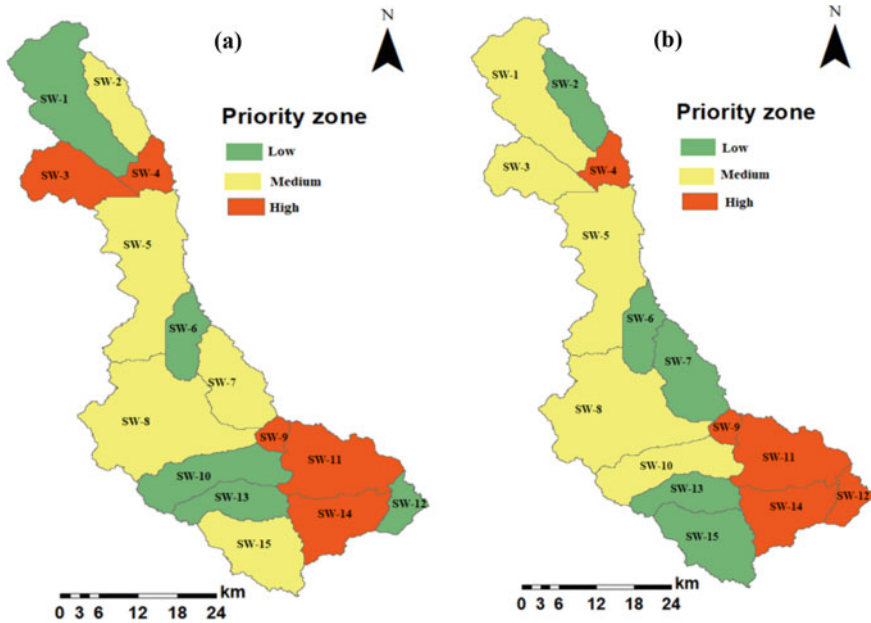 (a)
N
SW-1
SW-2
SW-3
SW-4
SW-5
SW-6
SW-7
SW-8
SW-9
SW-10
SW-11
SW-12
SW-13
SW-14
SW-15
Priority zone
Low
Medium
High
km
0 3 6 12 18 24
(b)
N
SW-1
SW-2
SW-3
SW-4
SW-5
SW-6
SW-7
SW-8
SW-9
SW-10
SW-11
SW-12
SW-13
SW-14
SW-15
Priority zone
Low
Medium
High
km
0 3 6 12 18 24